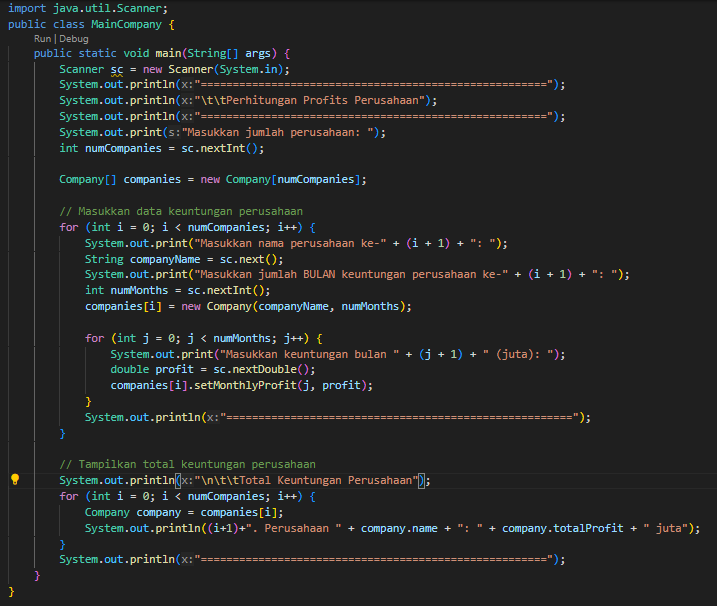 import java.util.Scanner;
public class MainCompany {
Run | Debug
public static void main(String[] args) {
Scanner sc = new Scanner(System.in);
System.out.println(x:"======================================================");
System.out.println(x:"\t\tPerhitungan Profits Perusahaan");
System.out.println(x:"======================================================");
System.out.print(s:"Masukkan jumlah perusahaan: ");
int numCompanies = sc.nextInt();
Company[] companies = new Company[numCompanies];
// Masukkan data keuntungan perusahaan
for (int i = 0; i < numCompanies; i++) {
System.out.print("Masukkan nama perusahaan ke-" + (i + 1) + ": ");
String companyName = sc.next();
System.out.print("Masukkan jumlah BULAN keuntungan perusahaan ke-" + (i + 1) + ": ");
int numMonths = sc.nextInt();
companies[i] = new Company(companyName, numMonths);
for (int j = 0; j < numMonths; j++) {
System.out.print("Masukkan keuntungan bulan " + (j + 1) + " (juta): ");
double profit = sc.nextDouble();
companies[i].setMonthlyProfit(j, profit);
}
System.out.println(x:"======================================================");
}
// Tampilkan total keuntungan perusahaan
System.out.println(x:"\n\t\tTotal Keuntungan Perusahaan");
for (int i = 0; i < numCompanies; i++) {
Company company = companies[i];
System.out.println((i+1)+". Perusahaan " + company.name + ": " + company.totalProfit + " juta");
}
System.out.println(x:"======================================================");
}
}